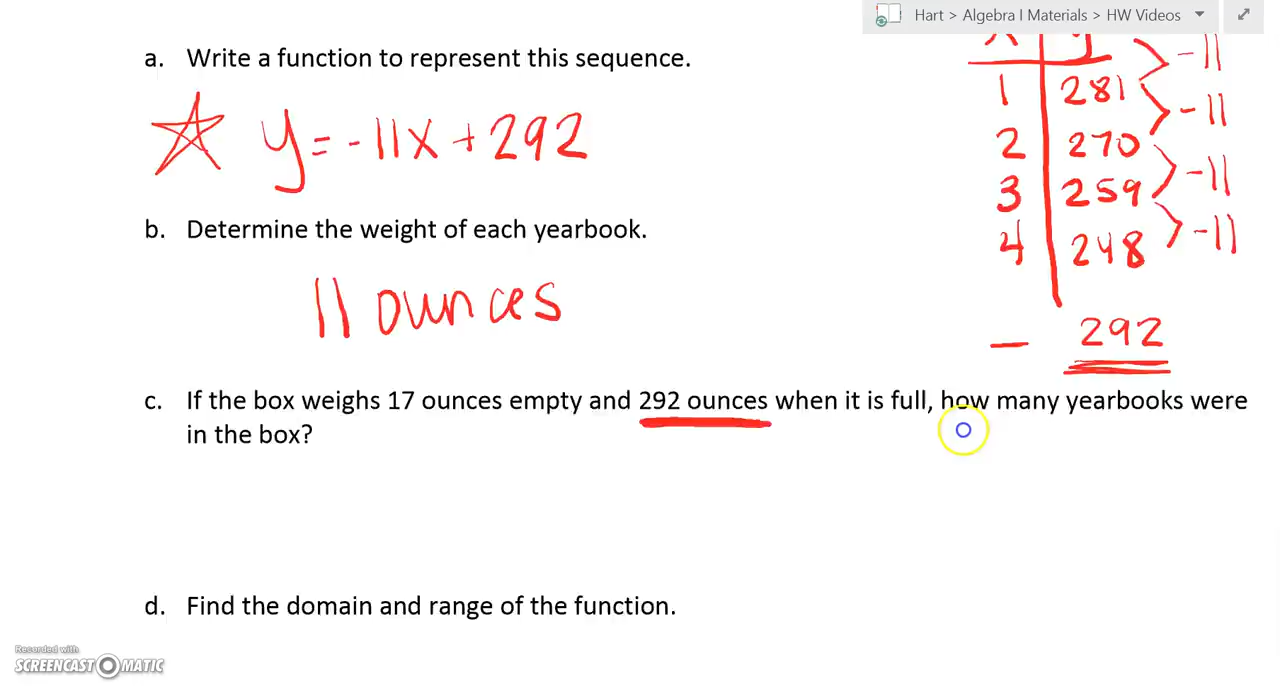 Hart > Algebra I Materials > HW Videos
a. Write a function to represent this sequence.
y = -11x + 292
b. Determine the weight of each yearbook.
11 ounces
x y
-11
1 281
-11
2 270
-11
3 259
-11
4 248
- 292
c. If the box weighs 17 ounces empty and 292 ounces when it is full, how many yearbooks were
in the box?
d. Find the domain and range of the function.
Recorded with
SCREENCAST MATIC